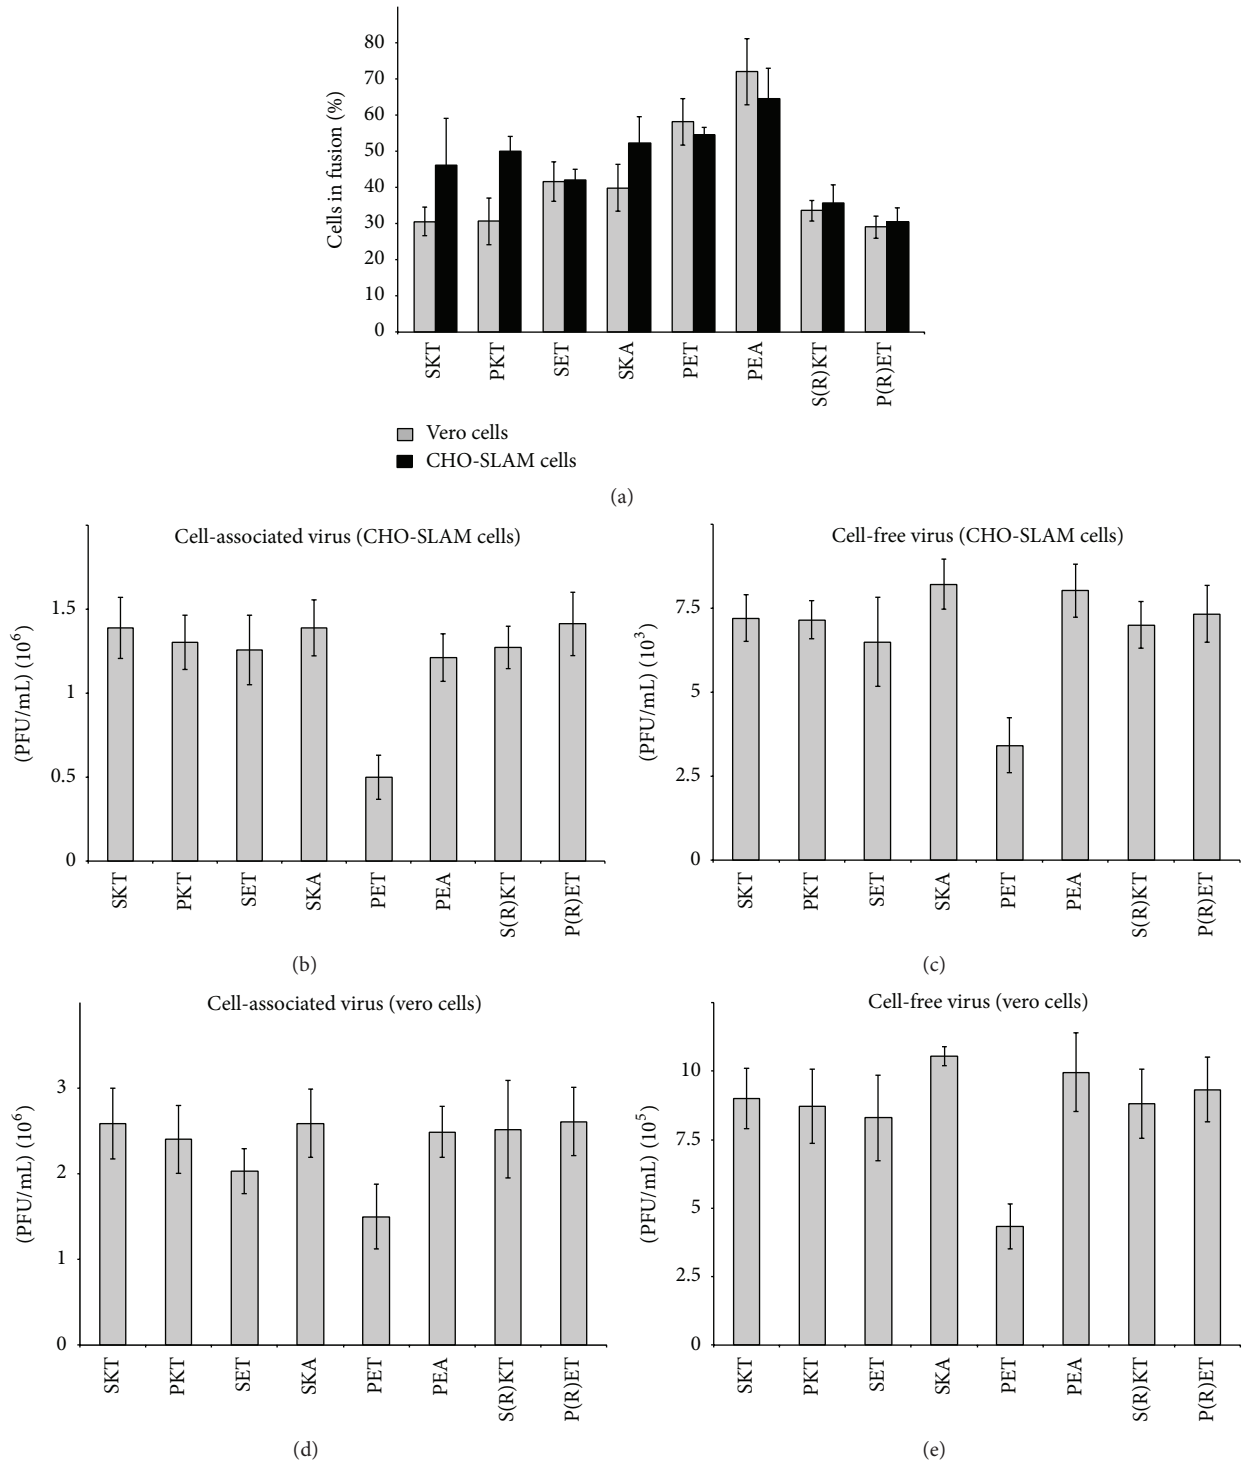 80
70
60
50
40
30
20
10
0
Cells in fusion (%)
SKT PKT SET SKA PET PEA S(R)KT P(R)ET
Vero cells
CHO-SLAM cells
(a)
Cell-associated virus (CHO-SLAM cells)
1.5
1
0.5
0
(PFU/mL) (10⁶)
SKT PKT SET SKA PET PEA S(R)KT P(R)ET
(b)
Cell-free virus (CHO-SLAM cells)
7.5
5
2.5
0
(PFU/mL) (10³)
SKT PKT SET SKA PET PEA S(R)KT P(R)ET
(c)
Cell-associated virus (vero cells)
3
2
1
0
(PFU/mL) (10⁶)
SKT PKT SET SKA PET PEA S(R)KT P(R)ET
(d)
Cell-free virus (vero cells)
10
7.5
5
2.5
0
(PFU/mL) (10⁵)
SKT PKT SET SKA PET PEA S(R)KT P(R)ET
(e)